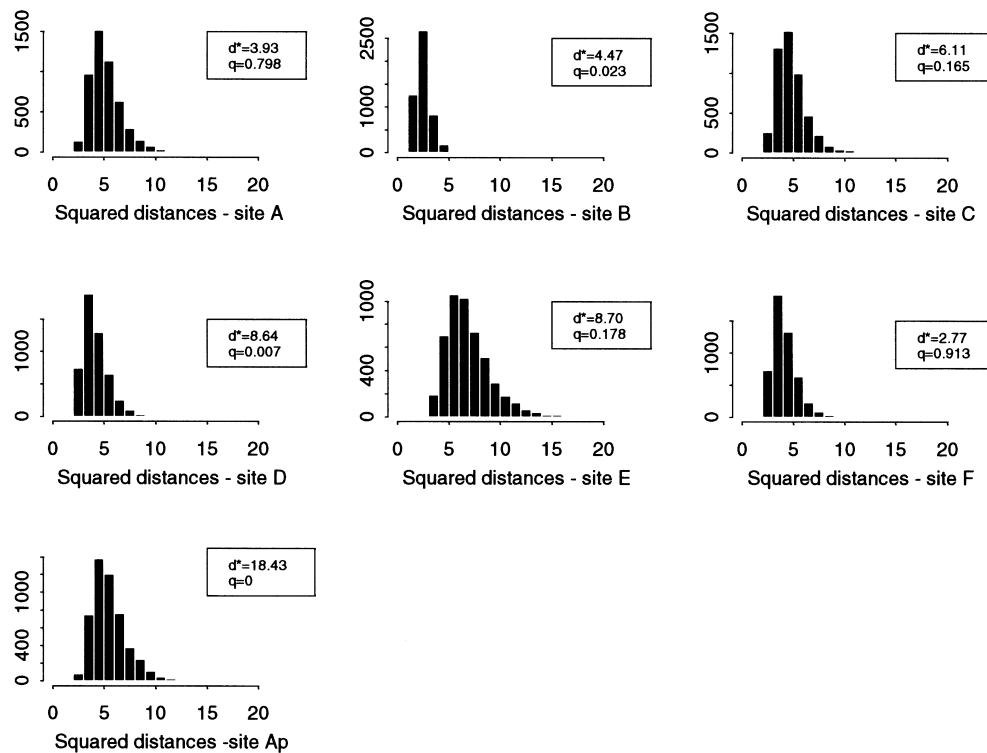 1500
500
0
d*=3.93
q=0.798
0 5 10 15 20
Squared distances - site A
2500
1000
0
d*=4.47
q=0.023
0 5 10 15 20
Squared distances - site B
1500
500
0
d*=6.11
q=0.165
0 5 10 15 20
Squared distances - site C
1000
0
d*=8.64
q=0.007
0 5 10 15 20
Squared distances - site D
1000
400
0
d*=8.70
q=0.178
0 5 10 15 20
Squared distances - site E
1000
0
d*=2.77
q=0.913
0 5 10 15 20
Squared distances - site F
1000
400
0
d*=18.43
q=0
0 5 10 15 20
Squared distances -site Ap